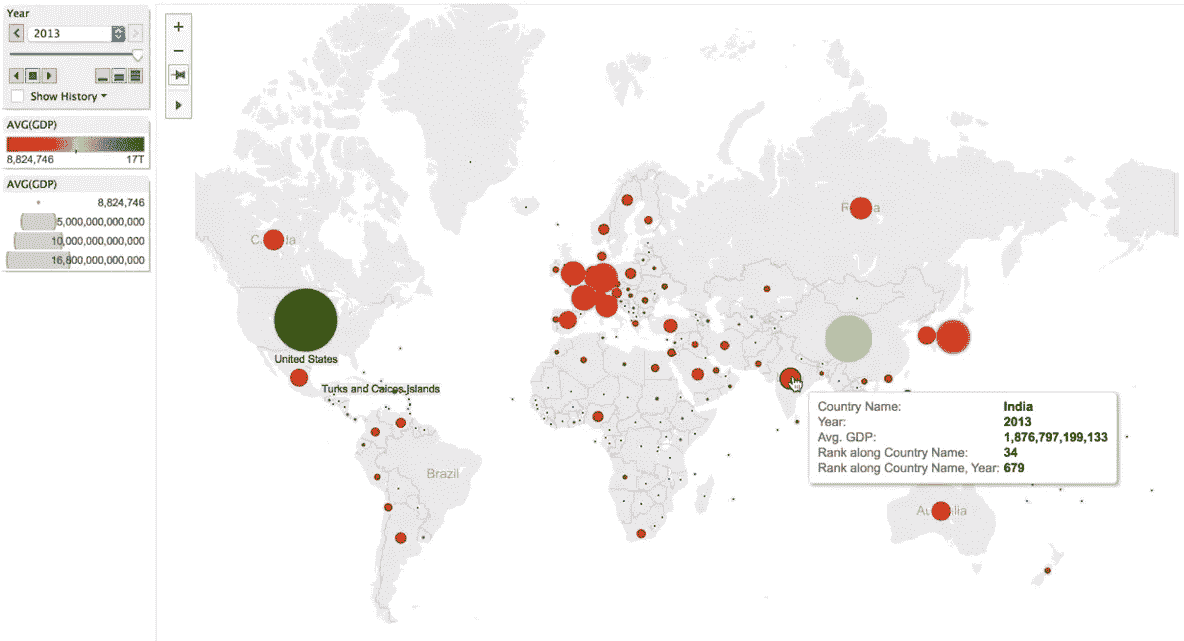 Year
2013
Show History
AVG(GDP)
8,824,746 17T
AVG(GDP)
8,824,746
5,000,000,000,000
10,000,000,000,000
16,800,000,000,000
United States
Turks and Caicos Islands
Brazil
Country Name: India
Year: 2013
Avg. GDP: 1,876,797,199,133
Rank along Country Name: 34
Rank along Country Name, Year: 679